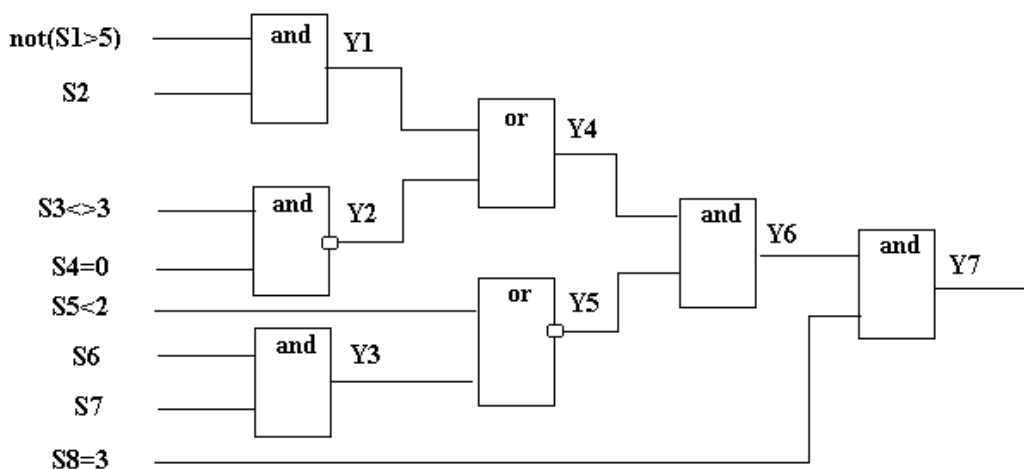 not(S1>5)
and
Y1
S2
or
Y4
S3<>3
and
Y2
and
Y6
and
Y7
S4=0
S5<2
or
Y5
S6
and
Y3
S7
S8=3